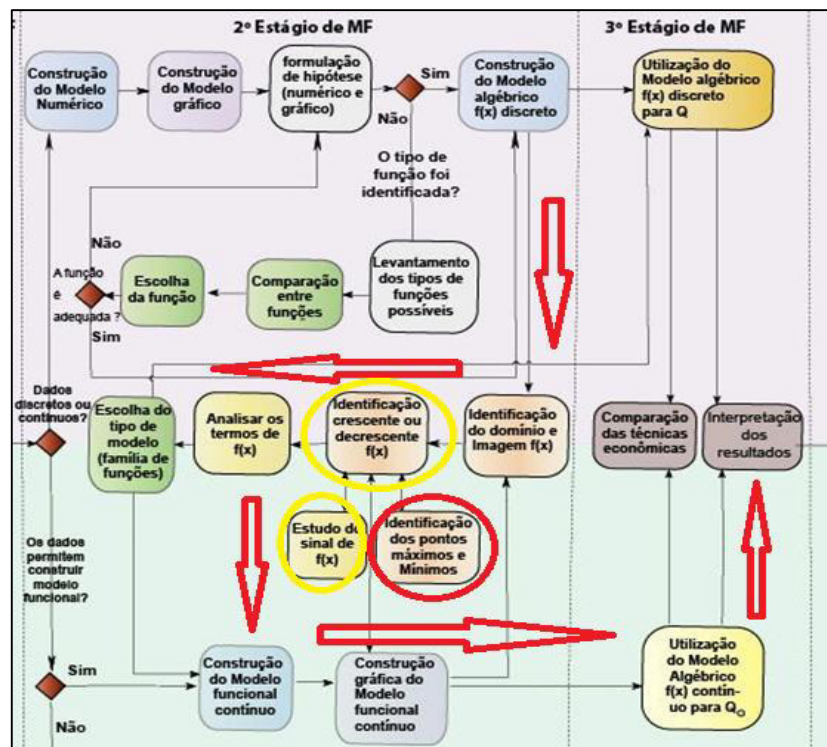 2º Estágio de MF
3º Estágio de MF
Construção
do Modelo
Numérico
Construção
do Modelo
gráfico
formulação
de hipótese
(numérico e
gráfico)
Sim
Não
Construção
do Modelo
algébrico
f(x) discreto
Utilização do
Modelo algébrico
f(x) discreto
para Q
O tipo de
função foi
identificada?
Não
A função
é
adequada ?
Sim
Escolha
da função
Comparação
entre
funções
Levantamento
dos tipos de
funções
possíveis
Dados
discretos ou
contínuos?
Escolha do
tipo de
modelo
(família de
funções)
Analisar os
termos de
f(x)
Identificação
crescente ou
decrescente
f(x)
Identificação
do domínio e
Imagem f(x)
Comparação
das técnicas
econômicas
Interpretação
dos
resultados
Os dados
permitem
construir
modelo
funcional?
Estudo do
sinal de
f(x)
Identificação
dos pontos
máximos e
Mínimos
Sim
Não
Construção
do Modelo
funcional
contínuo
Construção
gráfica do
Modelo
funcional
contínuo
Utilização
do Modelo
Algébrico
f(x) contín-
uo para QO